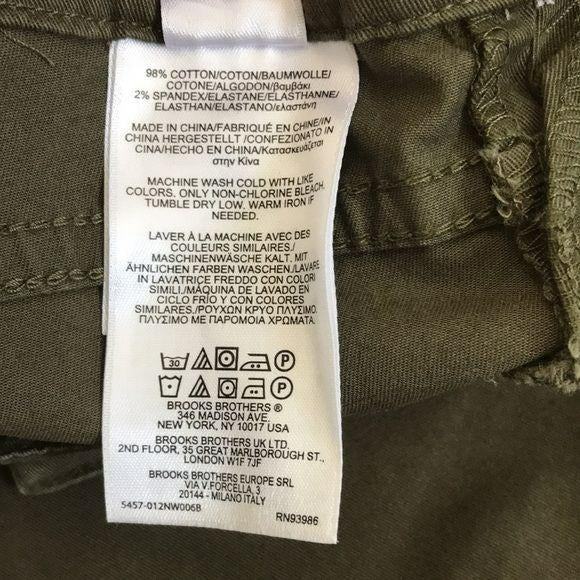 98% COTTON/COTON/BAUMWOLLE/
COTONE/ALGODON/βαμβάκι
2% SPANDEX/ELASTANE/ELASTHANNE/
ELASTHAN/ELASTANO/ελαστάνη
MADE IN CHINA/FABRIQUÉ EN CHINE/IN
CHINA HERGESTELLT /CONFEZIONATO IN
CINA/HECHO EN CHINA/Κατασκευάζεται
στην Κίνα
MACHINE WASH COLD WITH LIKE
COLORS. ONLY NON-CHLORINE BLEACH.
TUMBLE DRY LOW. WARM IRON IF
NEEDED.
LAVER À LA MACHINE AVEC DES
COULEURS SIMILAIRES./
MASCHINENWÄSCHE KALT. MIT
ÄHNLICHEN FARBEN WASCHEN./LAVARE
IN LAVATRICE FREDDO CON COLORI
SIMILI./MÁQUINA DE LAVADO EN
CICLO FRÍO Y CON COLORES
SIMILARES./ΡΟΥΧΩΝ ΚΡΥΟ ΠΛΥΣΙΜΟ.
ΠΛΥΣΙΜΟ ΜΕ ΠΑΡΟΜΟΙΑ ΧΡΩΜΑΤΑ.
30 P
P
BROOKS BROTHERS ®
346 MADISON AVE.
NEW YORK, NY 10017 USA
BROOKS BROTHERS UK LTD.
2ND FLOOR, 35 GREAT MARLBOROUGH ST.,
LONDON W1F 7JF
BROOKS BROTHERS EUROPE SRL
VIA V.FORCELLA, 3
20144 - MILANO ITALY
5457-012NW006B RN93986